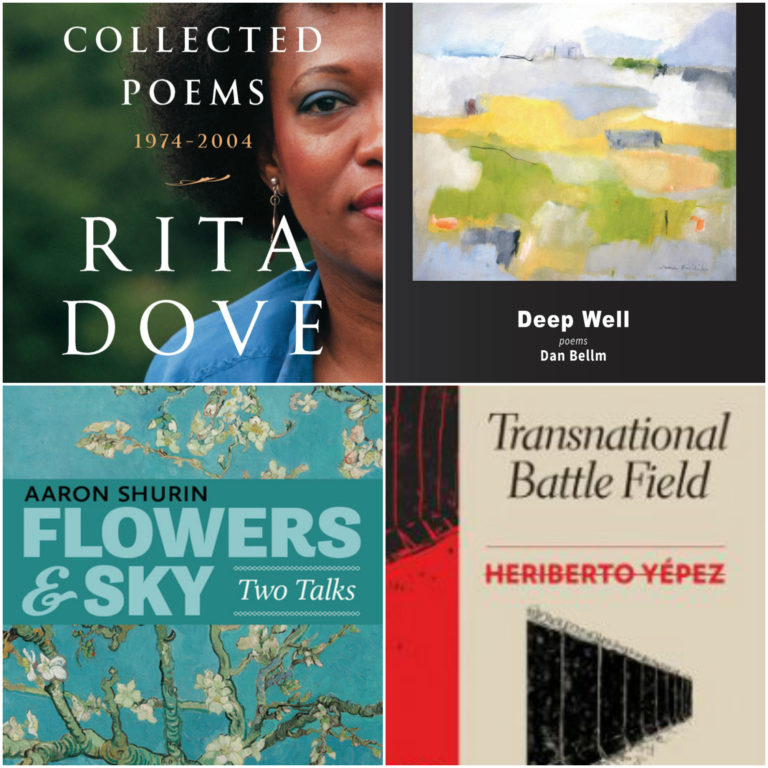 COLLECTED
POEMS
1974-2004
RITA
DOVE
Deep Well
poems
Dan Bellm
AARON SHURIN
FLOWERS
& SKY
Two Talks
Transnational
Battle Field
HERIBERTO YÉPEZ